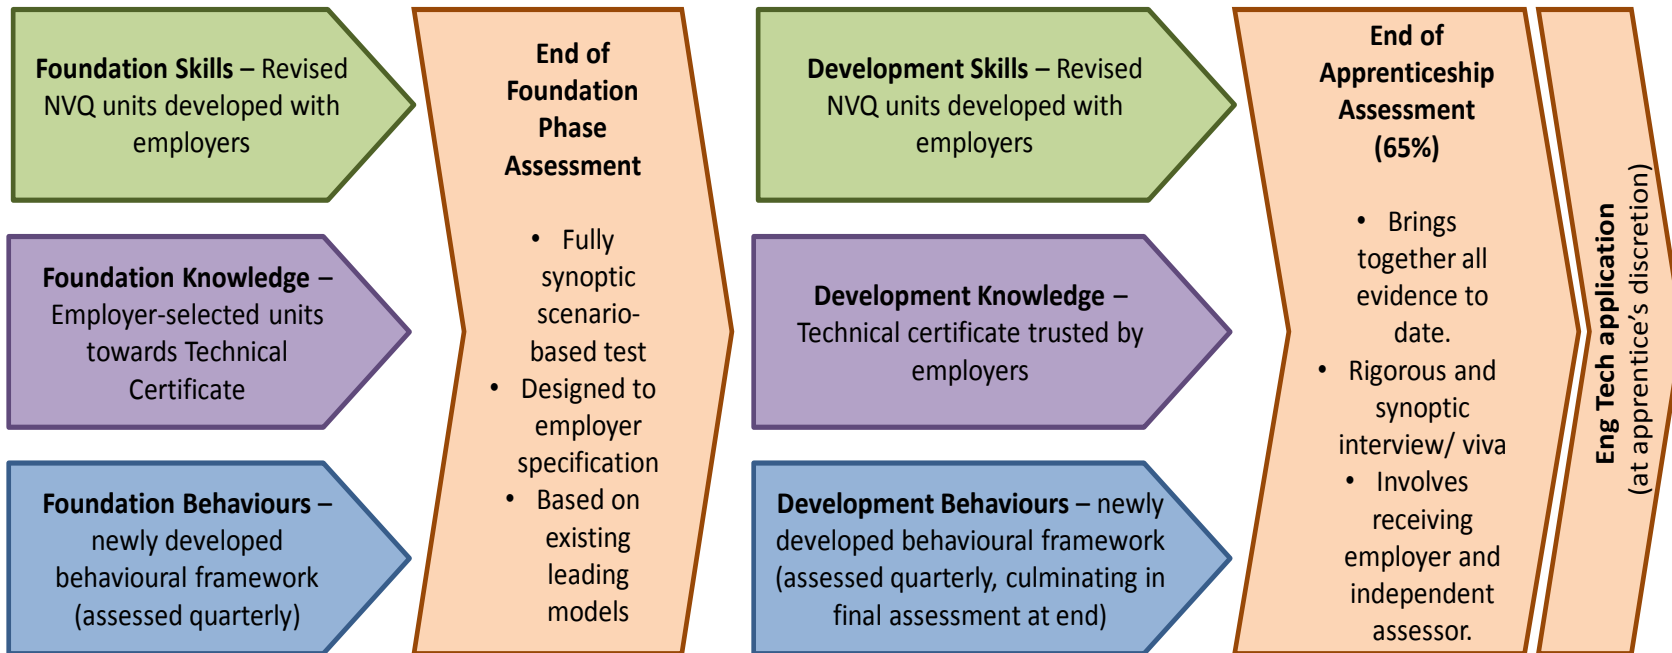 Foundation Skills – Revised
NVQ units developed with
employers
Foundation Knowledge –
Employer-selected units
towards Technical
Certificate
Foundation Behaviours –
newly developed
behavioural framework
(assessed quarterly)
End of
Foundation
Phase
Assessment
• Fully
synoptic
scenario-
based test
• Designed to
employer
specification
• Based on
existing
leading
models
Development Skills – Revised
NVQ units developed with
employers
Development Knowledge –
Technical certificate trusted by
employers
Development Behaviours – newly
developed behavioural framework
(assessed quarterly, culminating in
final assessment at end)
End of
Apprenticeship
Assessment
(65%)
• Brings
together all
evidence to
date.
• Rigorous and
synoptic
interview/ viva
• Involves
receiving
employer and
independent
assessor.
Eng Tech application
(at apprentice’s discretion)